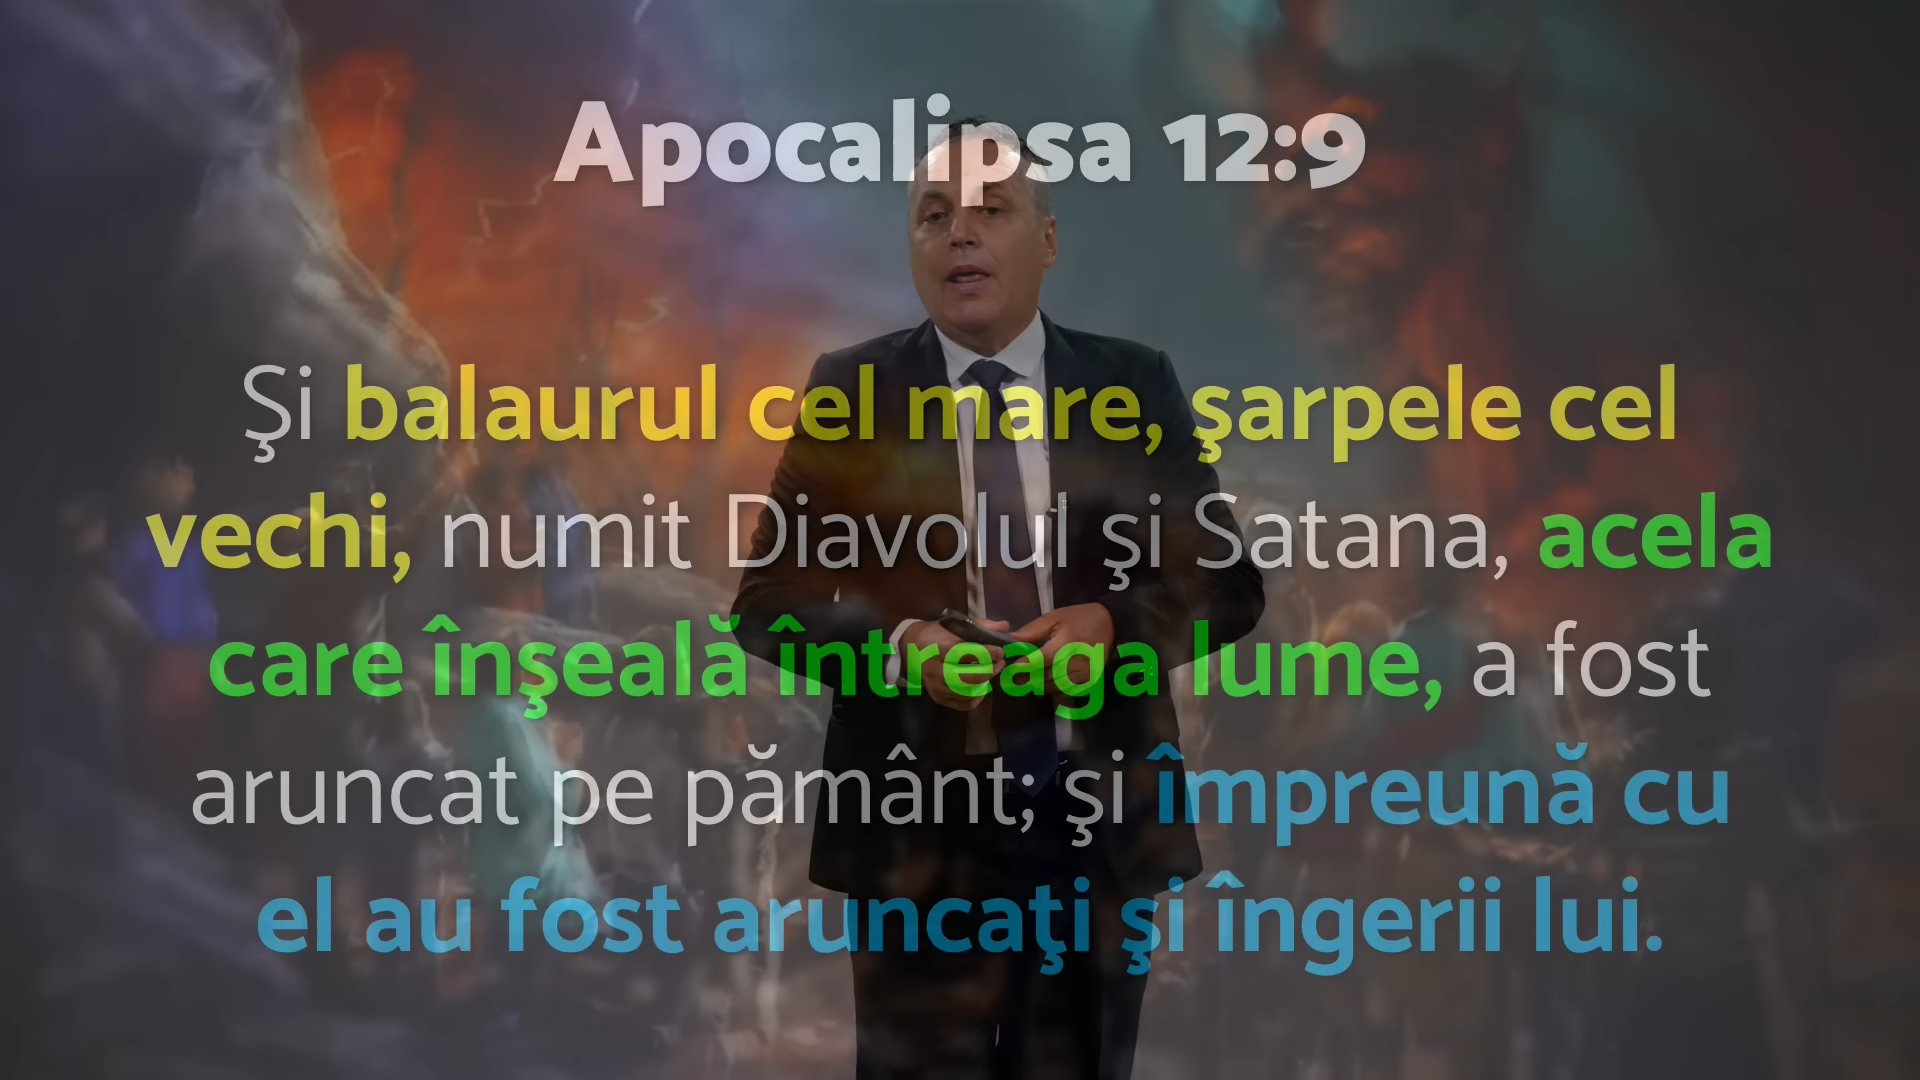 Apocalipsa 12:9
Şi balaurul cel mare, şarpele cel
vechi, numit Diavolul şi Satana, acela
care înşeală întreaga lume, a fost
aruncat pe pământ; şi împreună cu
el au fost aruncaţi şi îngerii lui.